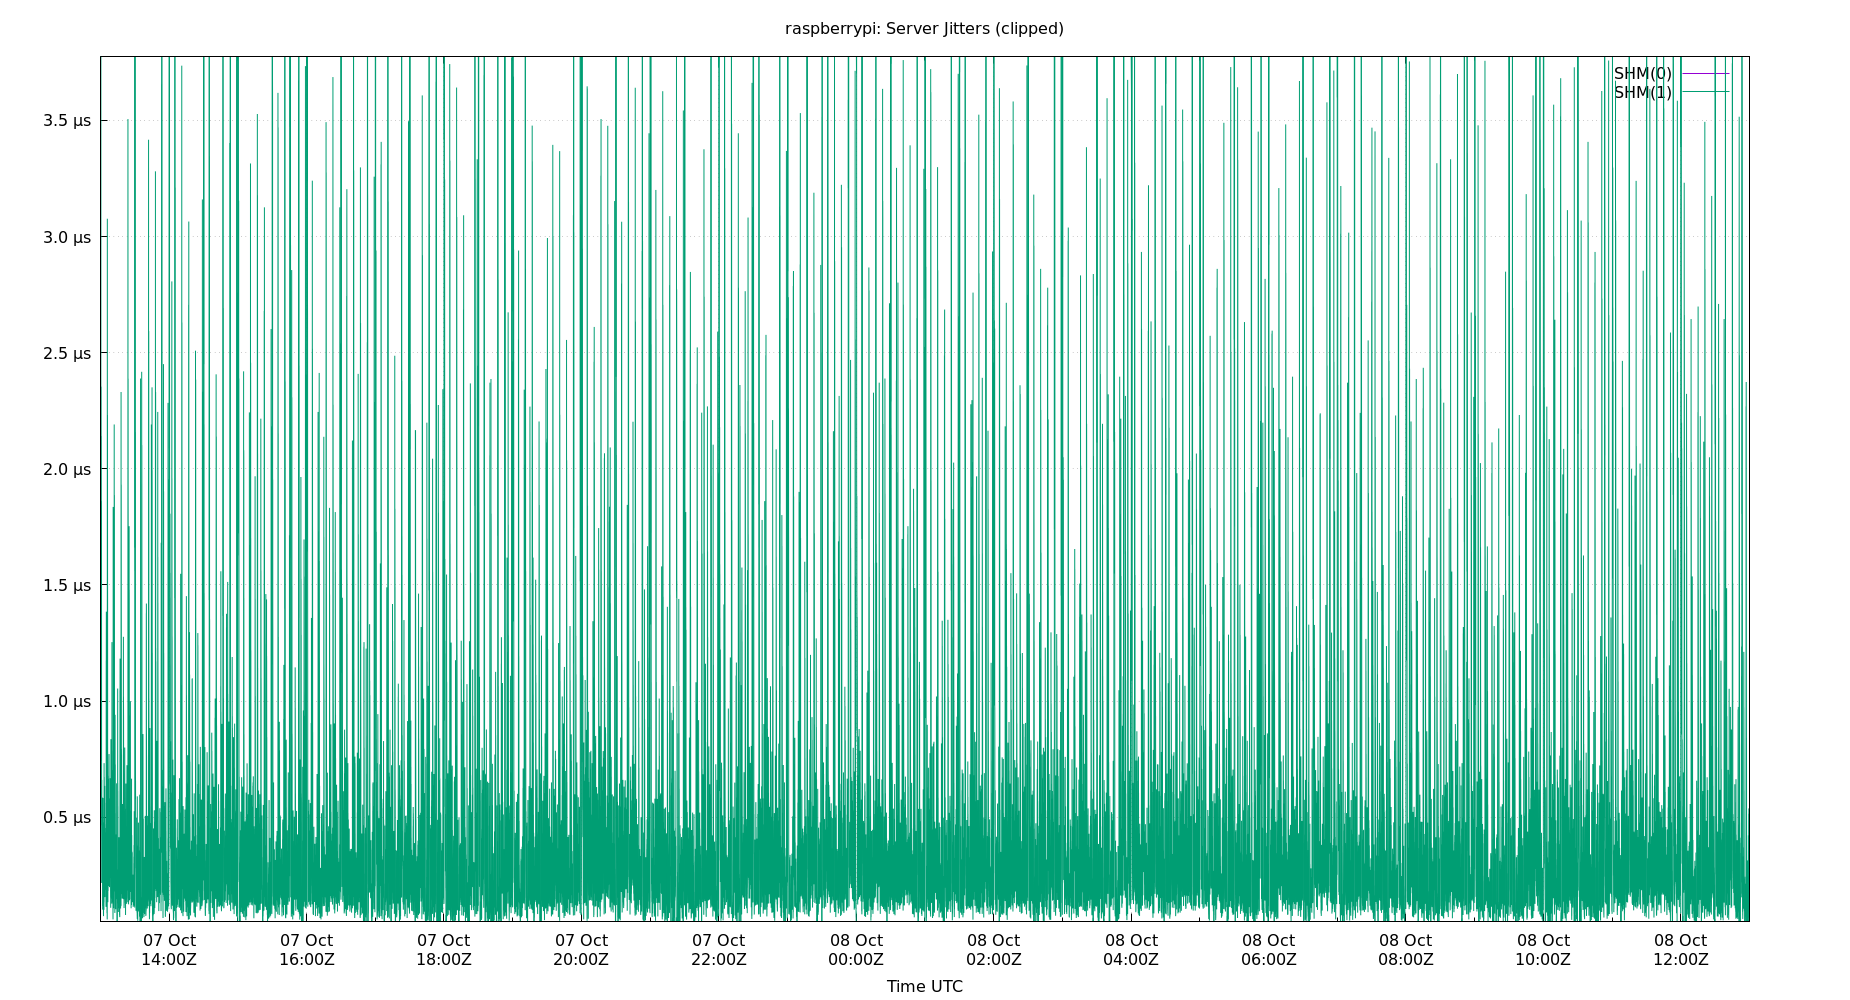 raspberrypi: Server Jitters (clipped)
SHM(0)
SHM(1)
3.5 µs
3.0 µs
2.5 µs
2.0 µs
1.5 µs
1.0 µs
0.5 µs
07 Oct 07 Oct 07 Oct 07 Oct 07 Oct 08 Oct 08 Oct 08 Oct 08 Oct 08 Oct 08 Oct 08 Oct
14:00Z 16:00Z 18:00Z 20:00Z 22:00Z 00:00Z 02:00Z 04:00Z 06:00Z 08:00Z 10:00Z 12:00Z
Time UTC